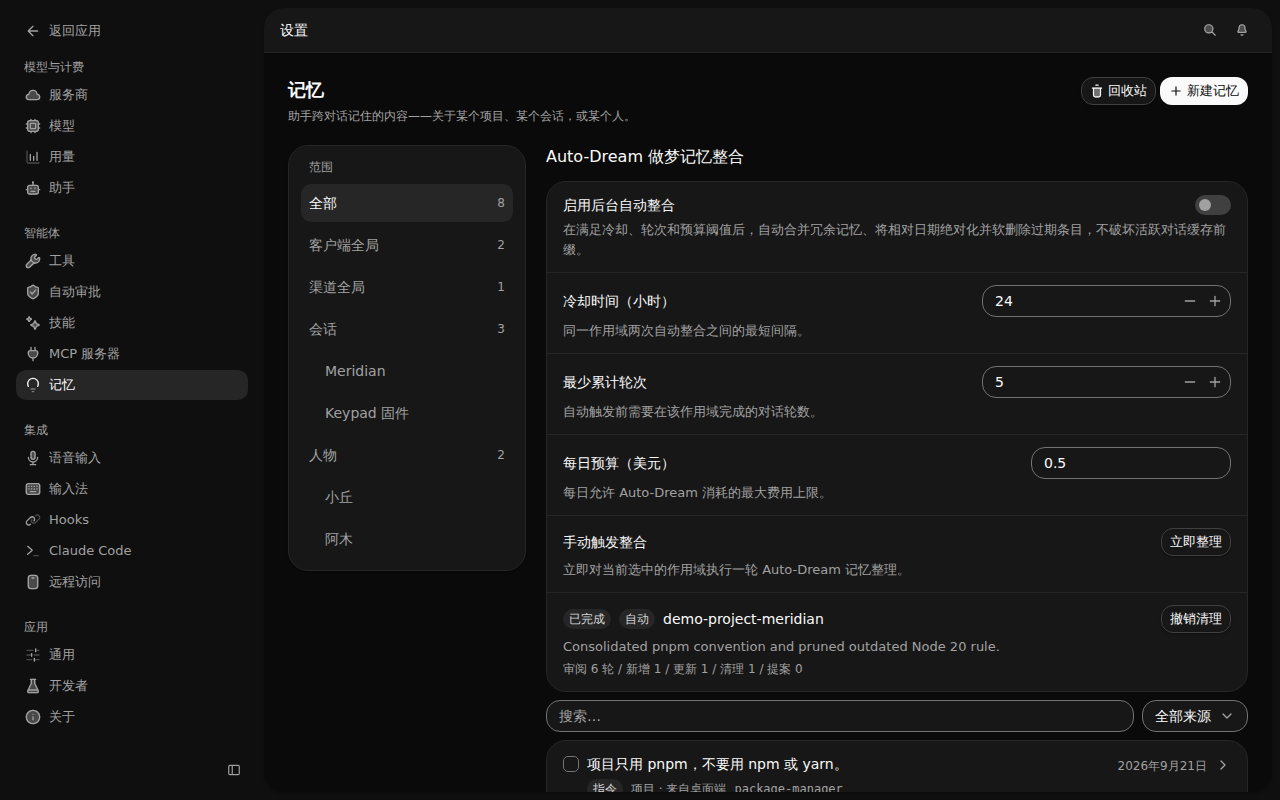 返回应用
模型与计费
服务商
模型
用量
助手
智能体
工具
自动审批
技能
MCP 服务器
记忆
集成
语音输入
输入法
Hooks
Claude Code
远程访问
应用
通用
开发者
关于
设置
记忆
助手跨对话记住的内容——关于某个项目、某个会话，或某个人。
回收站
新建记忆
范围
全部 8
客户端全局 2
渠道全局 1
会话 3
Meridian
Keypad 固件
人物 2
小丘
阿木
Auto-Dream 做梦记忆整合
启用后台自动整合
在满足冷却、轮次和预算阈值后，自动合并冗余记忆、将相对日期绝对化并软删除过期条目，不破坏活跃对话缓存前
缀。
冷却时间（小时）
24
同一作用域两次自动整合之间的最短间隔。
最少累计轮次
5
自动触发前需要在该作用域完成的对话轮数。
每日预算（美元）
0.5
每日允许 Auto-Dream 消耗的最大费用上限。
手动触发整合
立即整理
立即对当前选中的作用域执行一轮 Auto-Dream 记忆整理。
已完成 自动 demo-project-meridian
撤销清理
Consolidated pnpm convention and pruned outdated Node 20 rule.
审阅 6 轮 / 新增 1 / 更新 1 / 清理 1 / 提案 0
搜索…
全部来源
项目只用 pnpm，不要用 npm 或 yarn。
2026年9月21日
指令 项目 · 来自桌面端 package-manager